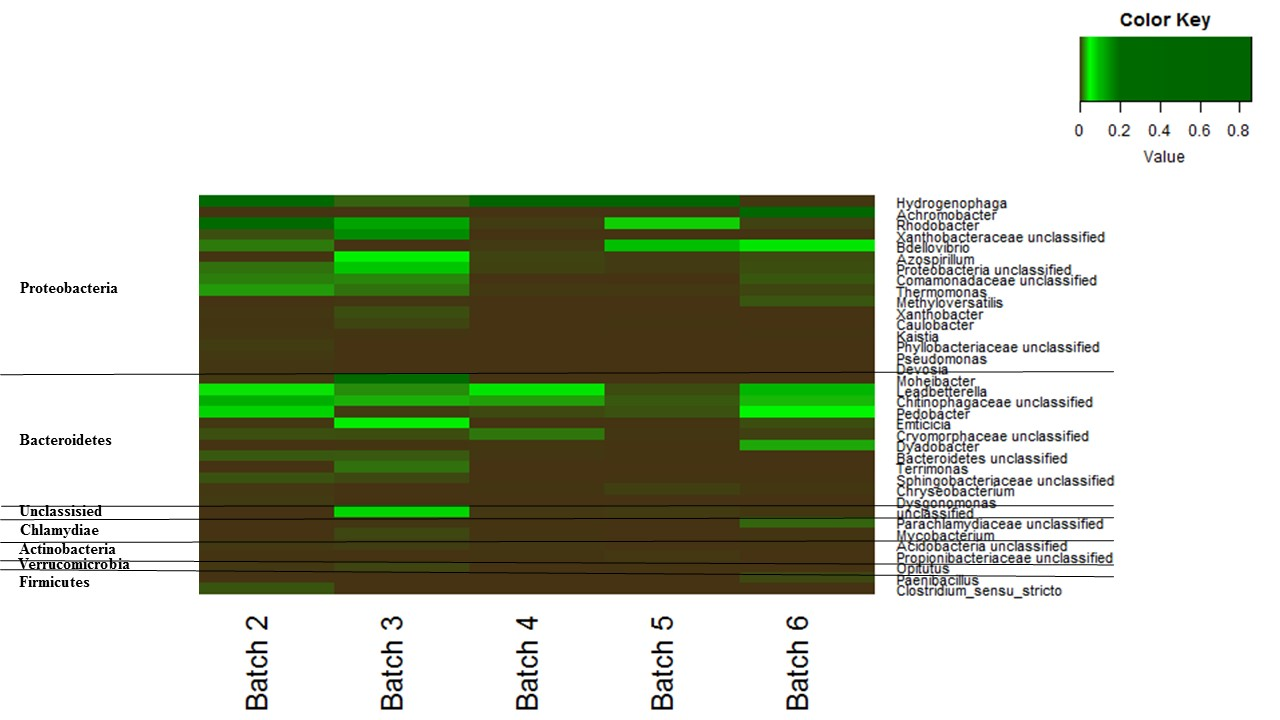 Color Key
0 0.2 0.4 0.6 0.8
Value
Hydrogenophaga
Achromobacter
Rhodobacter
Xanthobacteraceae unclassified
Bdellovibrio
Azospirillum
Proteobacteria unclassified
Comamonadaceae unclassified
Thermomonas
Methyloversatilis
Xanthobacter
Caulobacter
Kaistia
Phyllobacteriaceae unclassified
Pseudomonas
Devosia
Moheibacter
Leadbetterella
Chitinophagaceae unclassified
Pedobacter
Emticicia
Cryomorphaceae unclassified
Dyadobacter
Bacteroidetes unclassified
Terrimonas
Sphingobacteriaceae unclassified
Chryseobacterium
Dysgonomonas
unclassified
Parachlamydiaceae unclassified
Mycobacterium
Acidobacteria unclassified
Propionibacteriaceae unclassified
Opitutus
Paenibacillus
Clostridium_sensu_stricto
Proteobacteria
Bacteroidetes
Unclassisied
Chlamydiae
Actinobacteria
Verrucomicrobia
Firmicutes
Batch 2
Batch 3
Batch 4
Batch 5
Batch 6